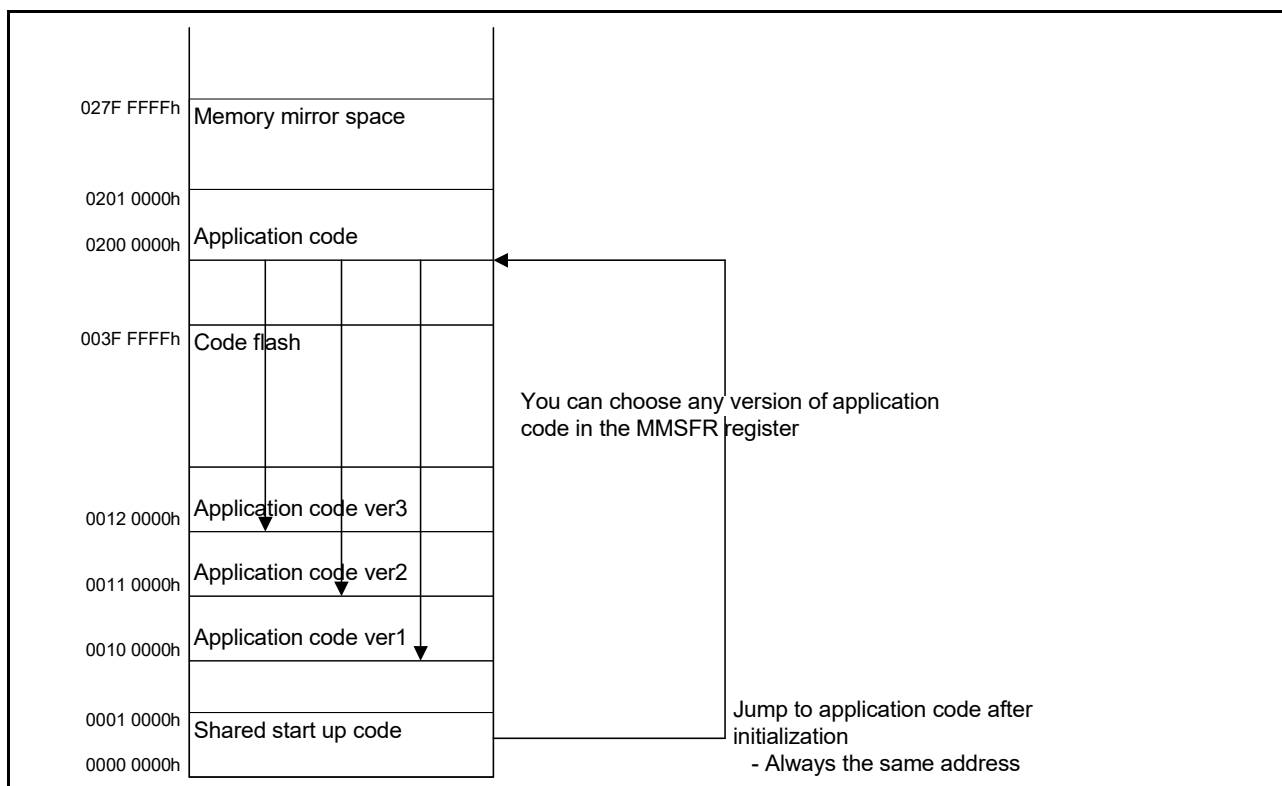 027F FFFFh
Memory mirror space
0201 0000h
Application code
0200 0000h
003F FFFFh
Code flash
You can choose any version of application
code in the MMSFR register
Application code ver3
0012 0000h
Application code ver2
0011 0000h
Application code ver1
0010 0000h
0001 0000h
Shared start up code
0000 0000h
Jump to application code after
initialization
- Always the same address